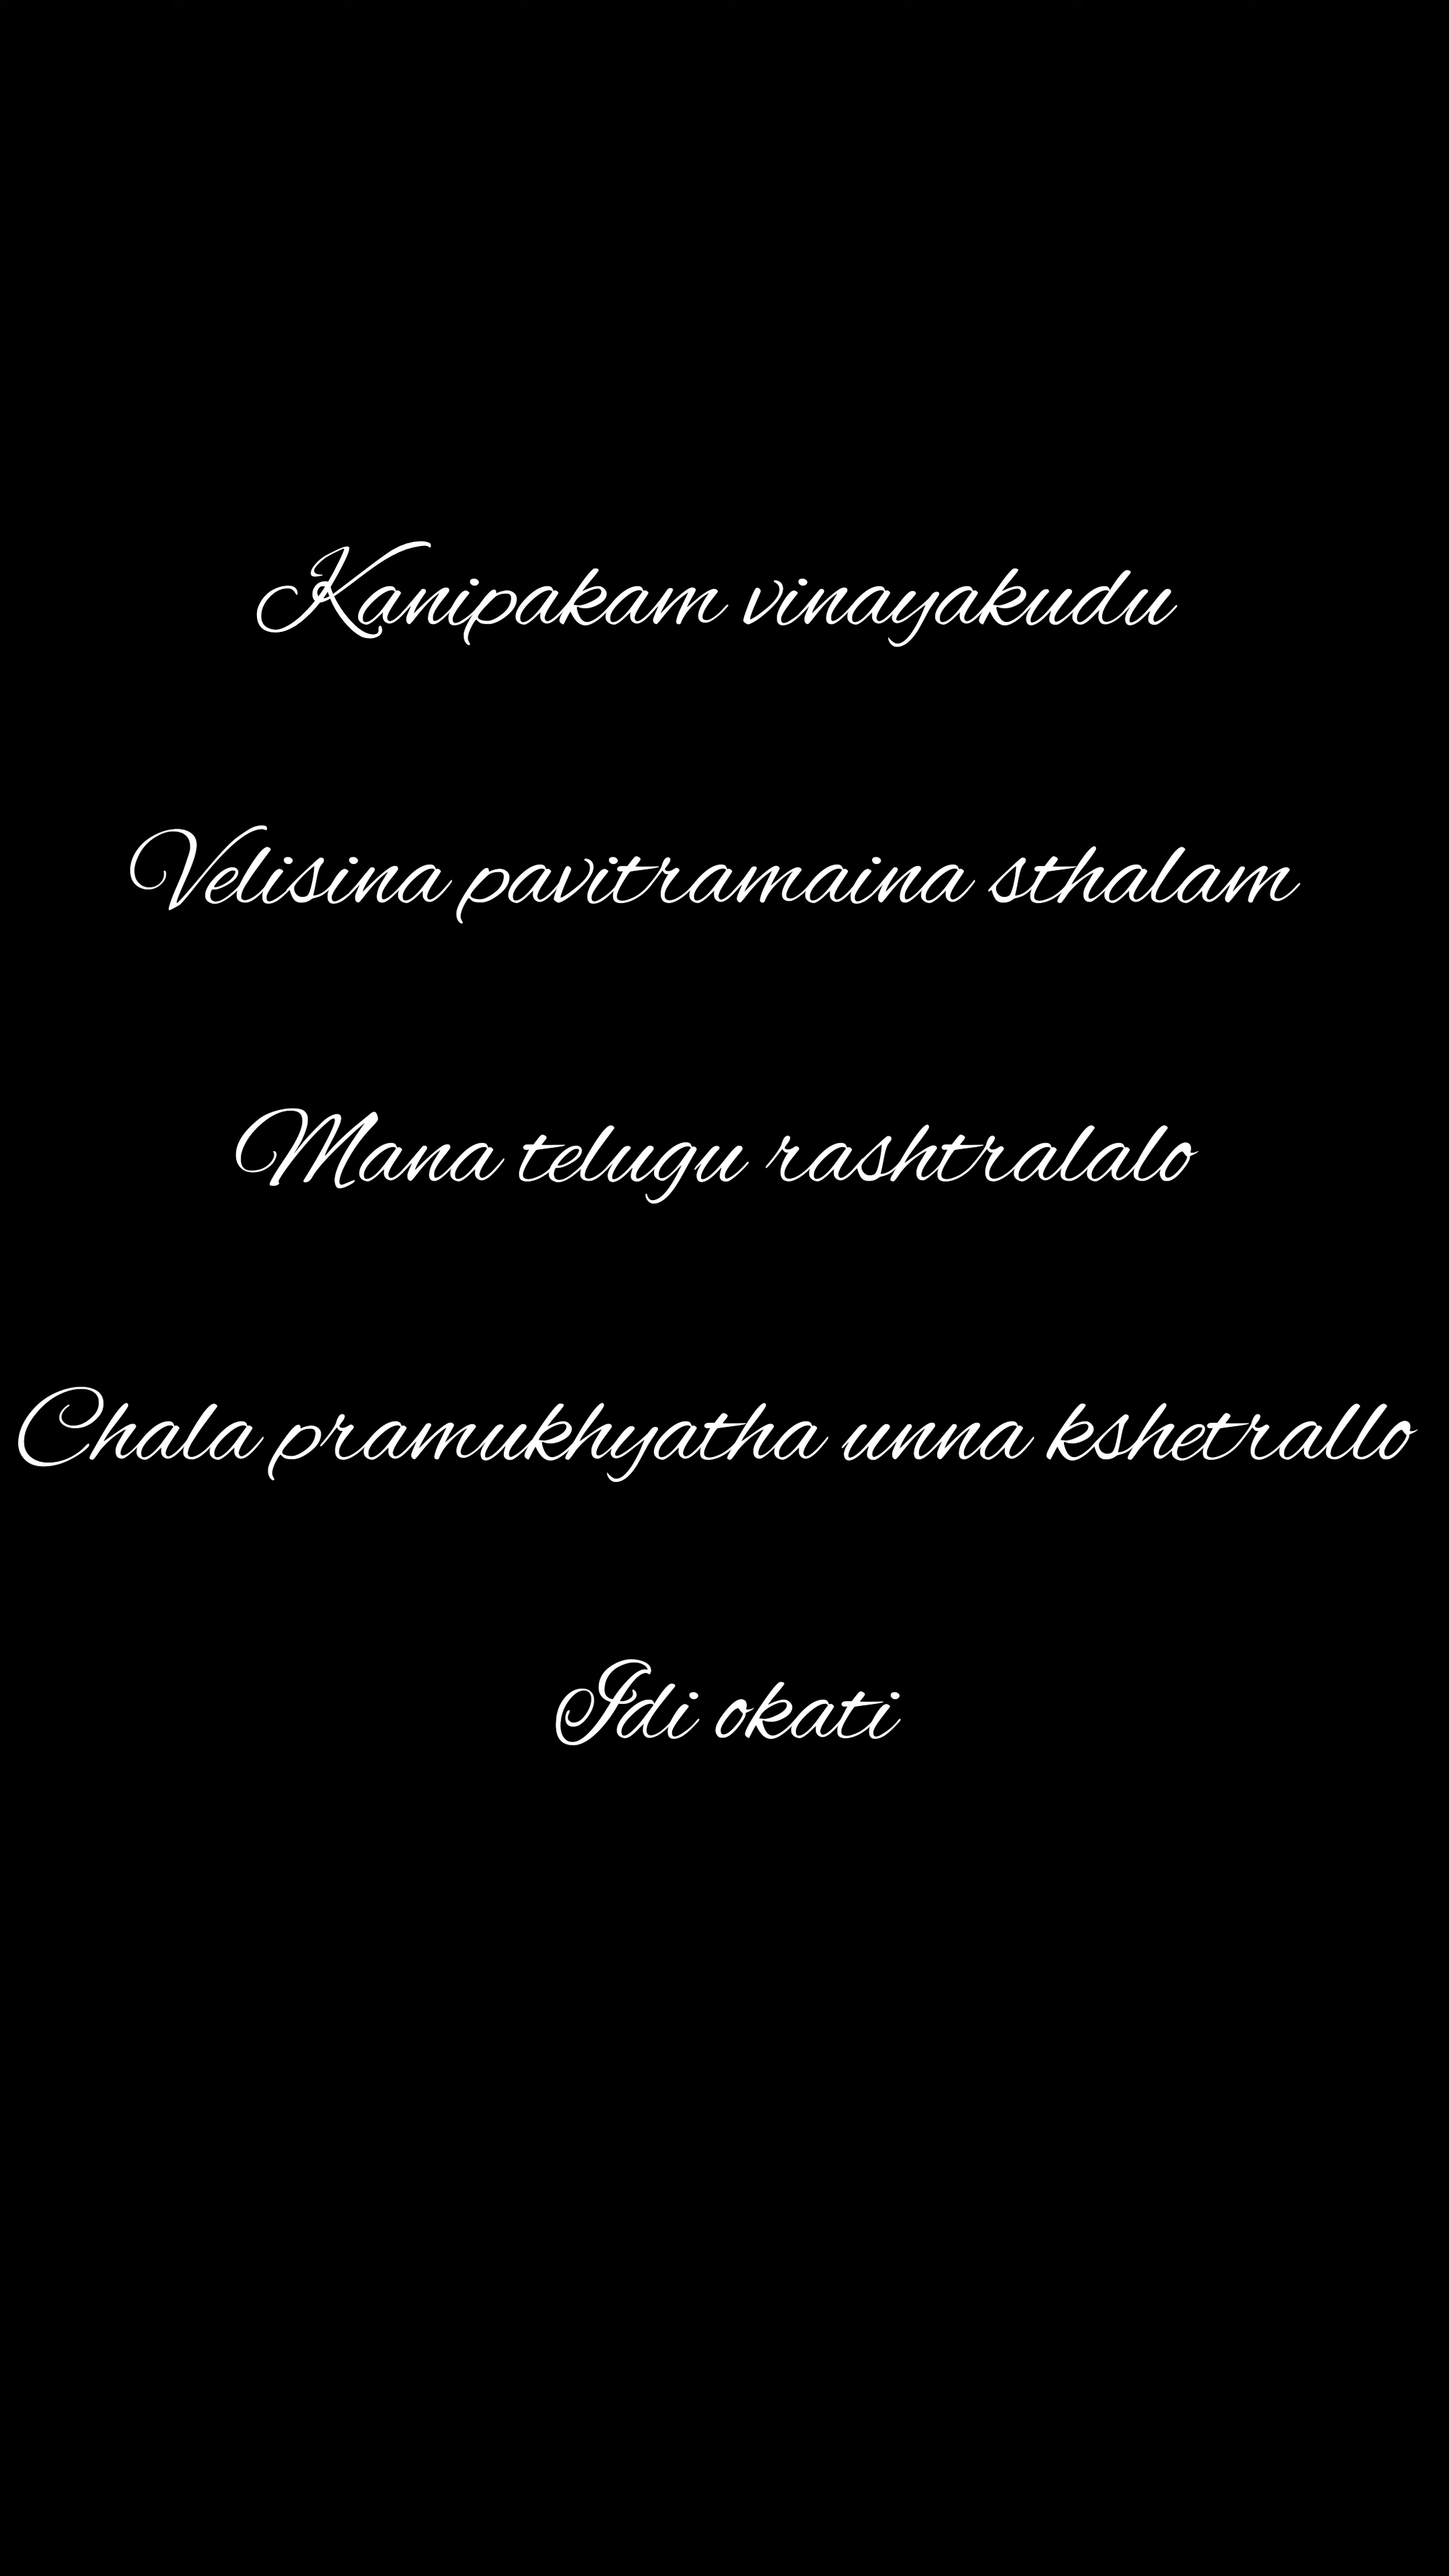 Kanipakam vinayakudu
Velisina pavitramaina sthalam
Mana telugu rashtralalo
Chala pramukhyatha unna kshetrallo
Idi okati